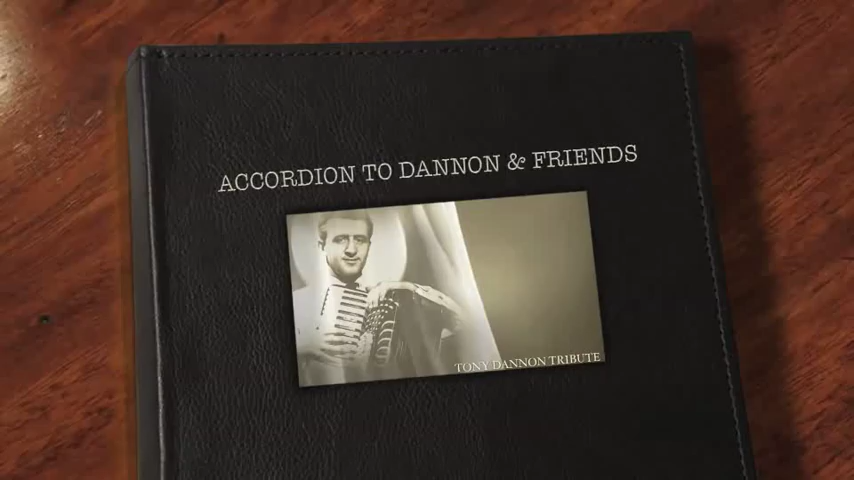 ACCORDION TO DANNON & FRIENDS
TONY DANNON TRIBUTE